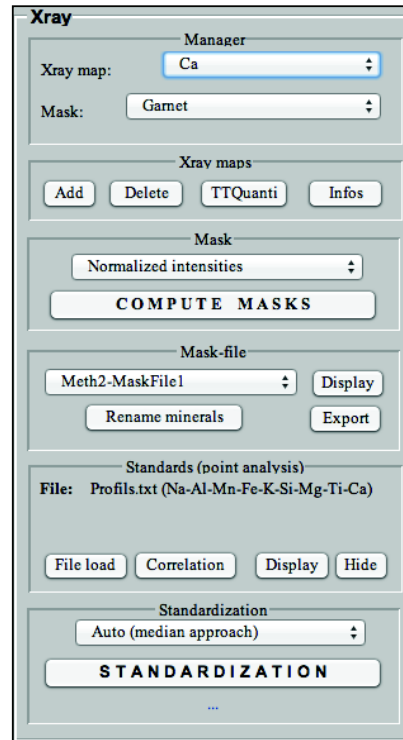 Xray
Manager
Xray map: Ca
Mask: Garnet
Xray maps
Add Delete TTQuanti Infos
Mask
Normalized intensities
COMPUTE MASKS
Mask-file
Meth2-MaskFile1 Display
Rename minerals Export
Standards (point analysis)
File: Profils.txt (Na-Al-Mn-Fe-K-Si-Mg-Ti-Ca)
File load Correlation Display Hide
Standardization
Auto (median approach)
STANDARDIZATION
...